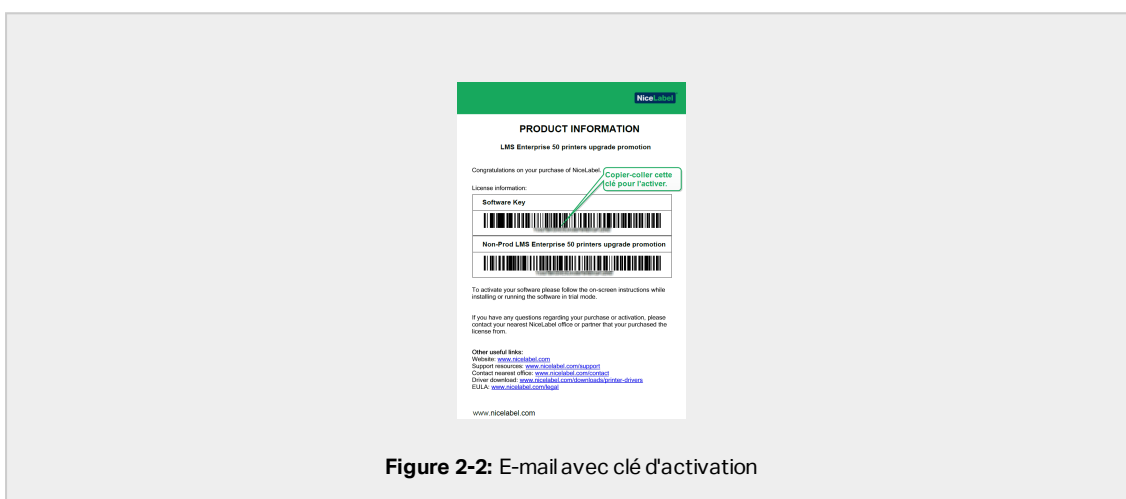 NiceLabel
PRODUCT INFORMATION
LMS Enterprise 50 printers upgrade promotion
Congratulations on your purchase of NiceLabel.
Copier-coller cette
clé pour l'activer.
License information:
Software Key
Non-Prod LMS Enterprise 50 printers upgrade promotion
To activate your software please follow the on-screen instructions while
installing or running the software in trial mode.
If you have any questions regarding your purchase or activation, please
contact your nearest NiceLabel office or partner that your purchased the
license from.
Other useful links:
Website: www.nicelabel.com
Support resources: www.nicelabel.com/support
Contact nearest office: www.nicelabel.com/contact
Driver download: www.nicelabel.com/downloads/printer-drivers
EULA: www.nicelabel.com/legal
www.nicelabel.com
Figure 2-2: E-mail avec clé d'activation